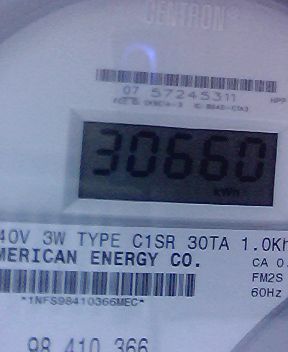 CENTRON®
07 57245311
30660
kWh
40V 3W TYPE C1SR 30TA 1.0Kh
MERICAN ENERGY CO.
CA 0.
FM2S
60Hz
*1NFS98410366MEC*
98 410 366